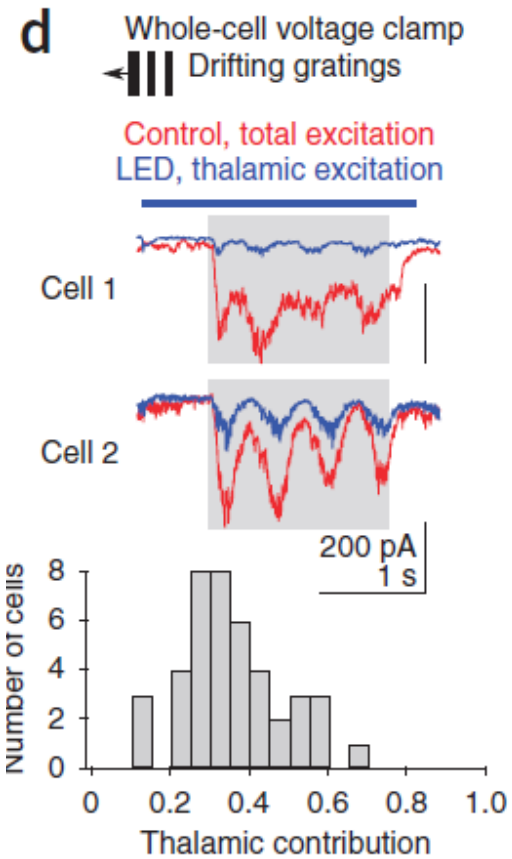 d
Whole-cell voltage clamp
Drifting gratings
Control, total excitation
LED, thalamic excitation
Cell 1
Cell 2
200 pA
1 s
Number of cells
8
6
4
2
0
0 0.2 0.4 0.6 0.8 1.0
Thalamic contribution